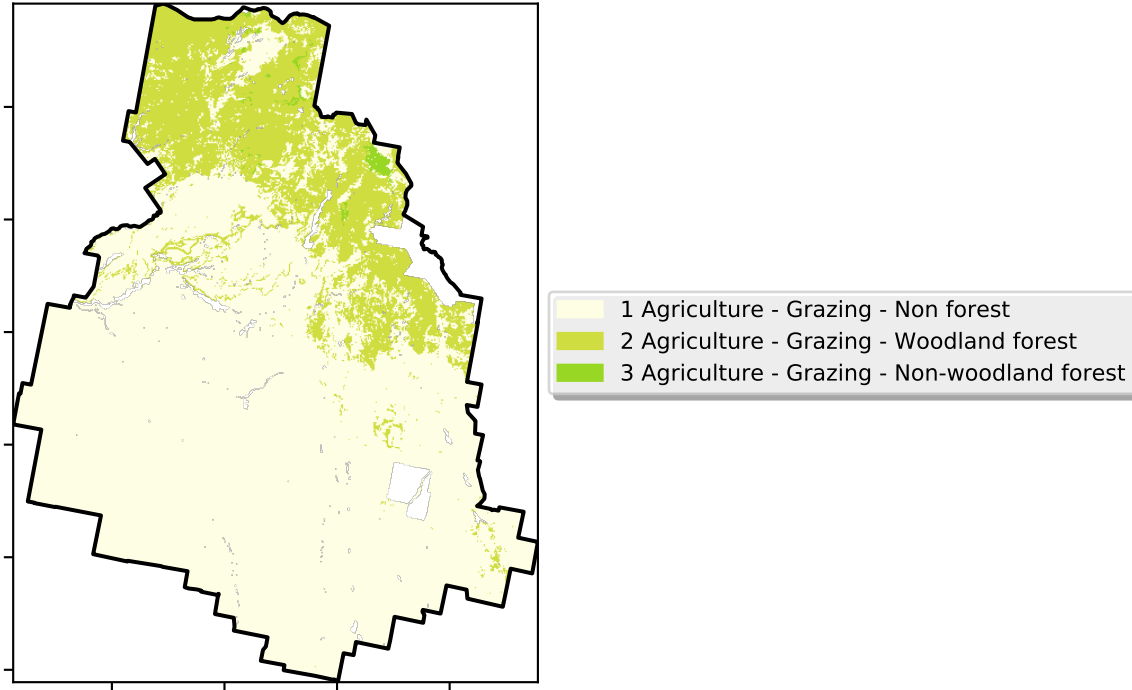 1 Agriculture - Grazing - Non forest
2 Agriculture - Grazing - Woodland forest
3 Agriculture - Grazing - Non-woodland forest